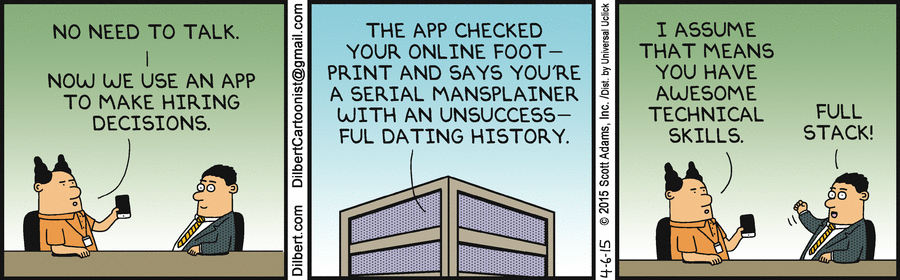 NO NEED TO TALK.
NOW WE USE AN APP
TO MAKE HIRING
DECISIONS.
Dilbert.com DilbertCartoonist@gmail.com
THE APP CHECKED
YOUR ONLINE FOOT-
PRINT AND SAYS YOU'RE
A SERIAL MANSPLAINER
WITH AN UNSUCCESS-
FUL DATING HISTORY.
4-6-15 © 2015 Scott Adams, Inc. /Dist. by Universal Uclick
I ASSUME
THAT MEANS
YOU HAVE
AWESOME
TECHNICAL
SKILLS.
FULL
STACK!